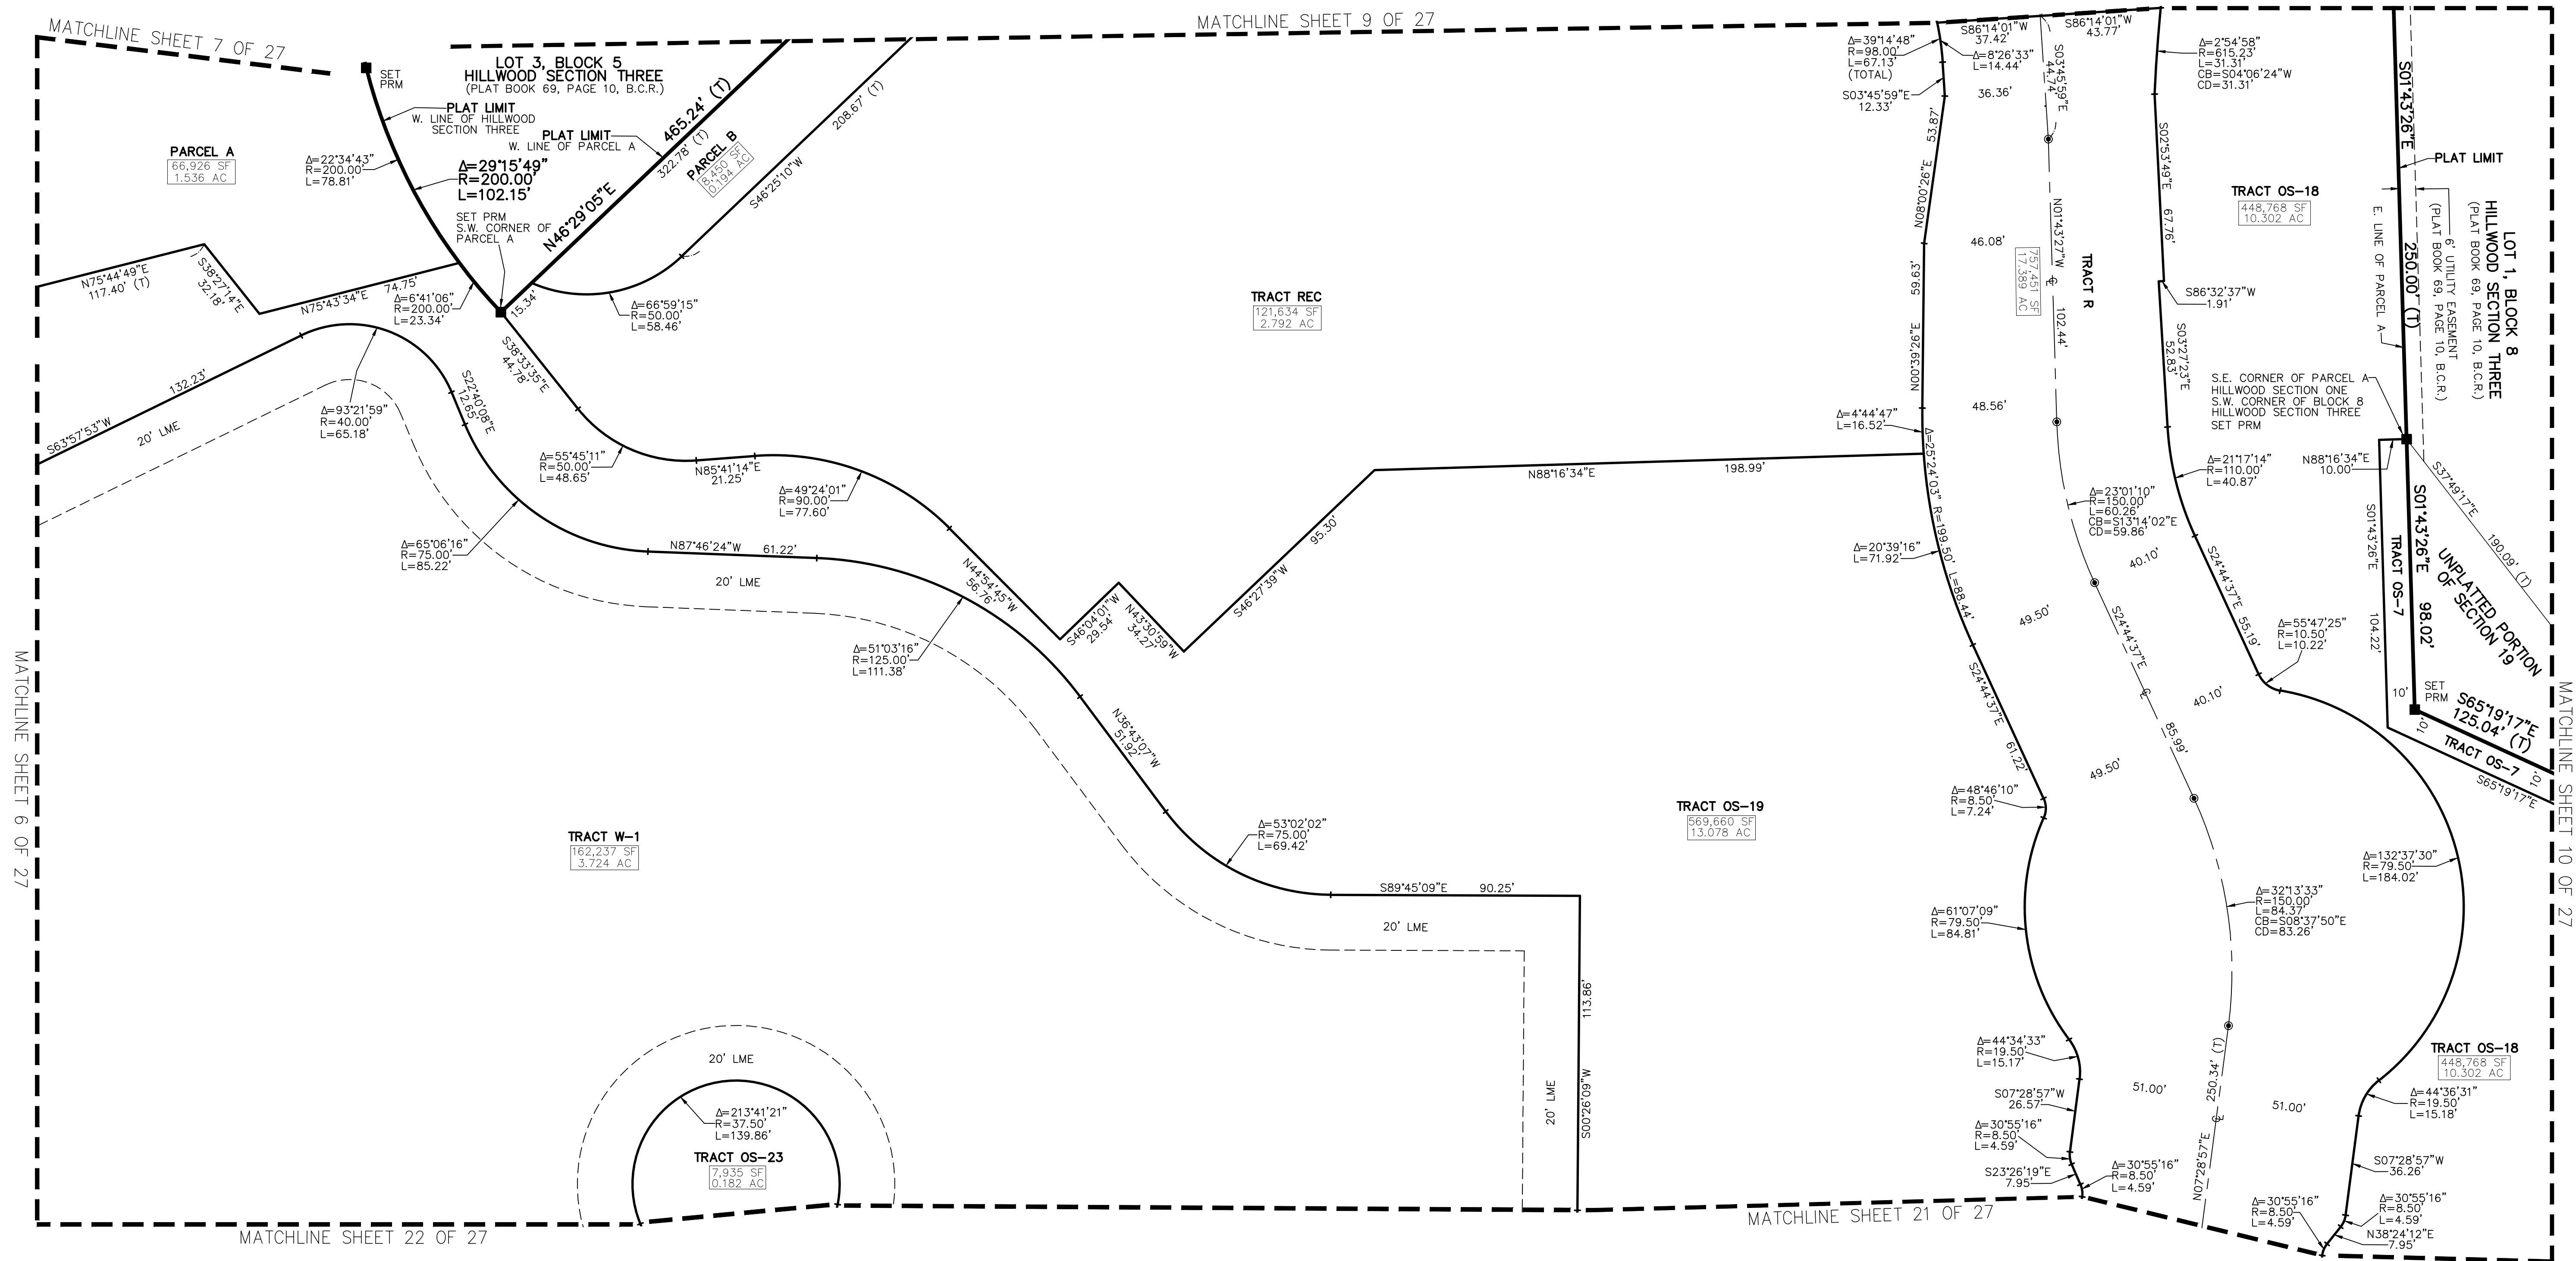 MATCHLINE SHEET 7 OF 27
MATCHLINE SHEET 9 OF 27
SET
PRM
LOT 3, BLOCK 5
HILLWOOD SECTION THREE
(PLAT BOOK 69, PAGE 10, B.C.R.)
PLAT LIMIT
W. LINE OF HILLWOOD
SECTION THREE
PLAT LIMIT
W. LINE OF PARCEL A
PARCEL A
66,926 SF
1.536 AC
Δ=22°34'43"
R=200.00'
L=78.81'
Δ=29°15'49"
R=200.00'
L=102.15'
SET PRM
S.W. CORNER OF
PARCEL A
N46°29'05"E
465.24' (T)
322.78' (T)
PARCEL B
8,450 SF
0.194 AC
208.67' (T)
S46°25'10"W
N75°44'49"E
117.40' (T)
S38°27'14"E
32.18'
N75°43'34"E
74.75'
Δ=6°41'06"
R=200.00'
L=23.34'
15.34'
Δ=66°59'15"
R=50.00'
L=58.46'
S38°33'35"E
44.78'
S63°57'53"W
132.23'
20' LME
Δ=93°21'59"
R=40.00'
L=65.18'
S22°40'08"E
12.65'
Δ=55°45'11"
R=50.00'
L=48.65'
N85°41'14"E
21.25'
Δ=49°24'01"
R=90.00'
L=77.60'
Δ=65°06'16"
R=75.00'
L=85.22'
N87°46'24"W
61.22'
20' LME
N44°54'45"W
56.76'
S46°04'01"W
29.54'
N43°30'59"W
34.27'
S46°27'39"W
95.30'
N88°16'34"E
198.99'
Δ=51°03'16"
R=125.00'
L=111.38'
N36°43'07"W
51.92'
Δ=53°02'02"
R=75.00'
L=69.42'
S89°45'09"E
90.25'
20' LME
113.86'
S00°26'09"W
20' LME
TRACT REC
121,634 SF
2.792 AC
TRACT W-1
162,237 SF
3.724 AC
TRACT OS-19
569,660 SF
13.078 AC
20' LME
Δ=213°41'21"
R=37.50'
L=139.86'
TRACT OS-23
7,935 SF
0.182 AC
MATCHLINE SHEET 6 OF 27
MATCHLINE SHEET 22 OF 27
MATCHLINE SHEET 21 OF 27
MATCHLINE SHEET 10 OF 27
Δ=39°14'48"
R=98.00'
L=67.13'
(TOTAL)
S86°14'01"W
37.42'
S86°14'01"W
43.77'
Δ=8°26'33"
L=14.44'
S03°45'59"E
12.33'
36.36'
S03°45'59"E
44.74'
Δ=2°54'58"
R=615.23'
L=31.31'
CB=S04°06'24"W
CD=31.31'
53.87'
N08°00'26"E
46.08'
59.63'
N00°39'26"E
48.56'
Δ=4°44'47"
L=16.52'
Δ=25°24'03" R=199.50' L=88.44'
Δ=20°39'16"
L=71.92'
N01°43'27"W
102.44'
757,451 SF
17.389 AC
TRACT R
S02°53'49"E
67.76'
S86°32'37"W
1.91'
S03°27'23"E
52.83'
Δ=21°17'14"
R=110.00'
L=40.87'
Δ=23°01'10"
R=150.00'
L=60.26'
CB=S13°14'02"E
CD=59.86'
40.10'
49.50'
S24°44'37"E
85.99'
S24°44'37"E
55.19'
S24°44'37"E
61.22'
40.10'
49.50'
Δ=55°47'25"
R=10.50'
L=10.22'
Δ=48°46'10"
R=8.50'
L=7.24'
Δ=61°07'09"
R=79.50'
L=84.81'
Δ=132°37'30"
R=79.50'
L=184.02'
Δ=32°13'33"
R=150.00'
L=84.37'
CB=S08°37'50"E
CD=83.26'
Δ=44°34'33"
R=19.50'
L=15.17'
S07°28'57"W
26.57'
Δ=30°55'16"
R=8.50'
L=4.59'
S23°26'19"E
7.95'
Δ=30°55'16"
R=8.50'
L=4.59'
51.00'
51.00'
N07°28'57"E
250.34' (T)
TRACT OS-18
448,768 SF
10.302 AC
Δ=44°36'31"
R=19.50'
L=15.18'
S07°28'57"W
36.26'
Δ=30°55'16"
R=8.50'
L=4.59'
Δ=30°55'16"
R=8.50'
L=4.59'
N38°24'12"E
7.95'
TRACT OS-18
448,768 SF
10.302 AC
S01°43'26"E
250.00' (T)
PLAT LIMIT
E. LINE OF PARCEL A
6' UTILITY EASEMENT
(PLAT BOOK 69, PAGE 10, B.C.R.)
LOT 1, BLOCK 8
HILLWOOD SECTION THREE
(PLAT BOOK 69, PAGE 10, B.C.R.)
S.E. CORNER OF PARCEL A
HILLWOOD SECTION ONE
S.W. CORNER OF BLOCK 8
HILLWOOD SECTION THREE
SET PRM
N88°16'34"E
10.00'
S01°43'26"E
104.22'
TRACT OS-7
S01°43'26"E
98.02'
S37°49'17"E
190.09' (T)
UNPLATTED PORTION
OF SECTION 19
10'
SET
PRM
S65°19'17"E
125.04' (T)
10'
TRACT OS-7
S65°19'17"E
10'